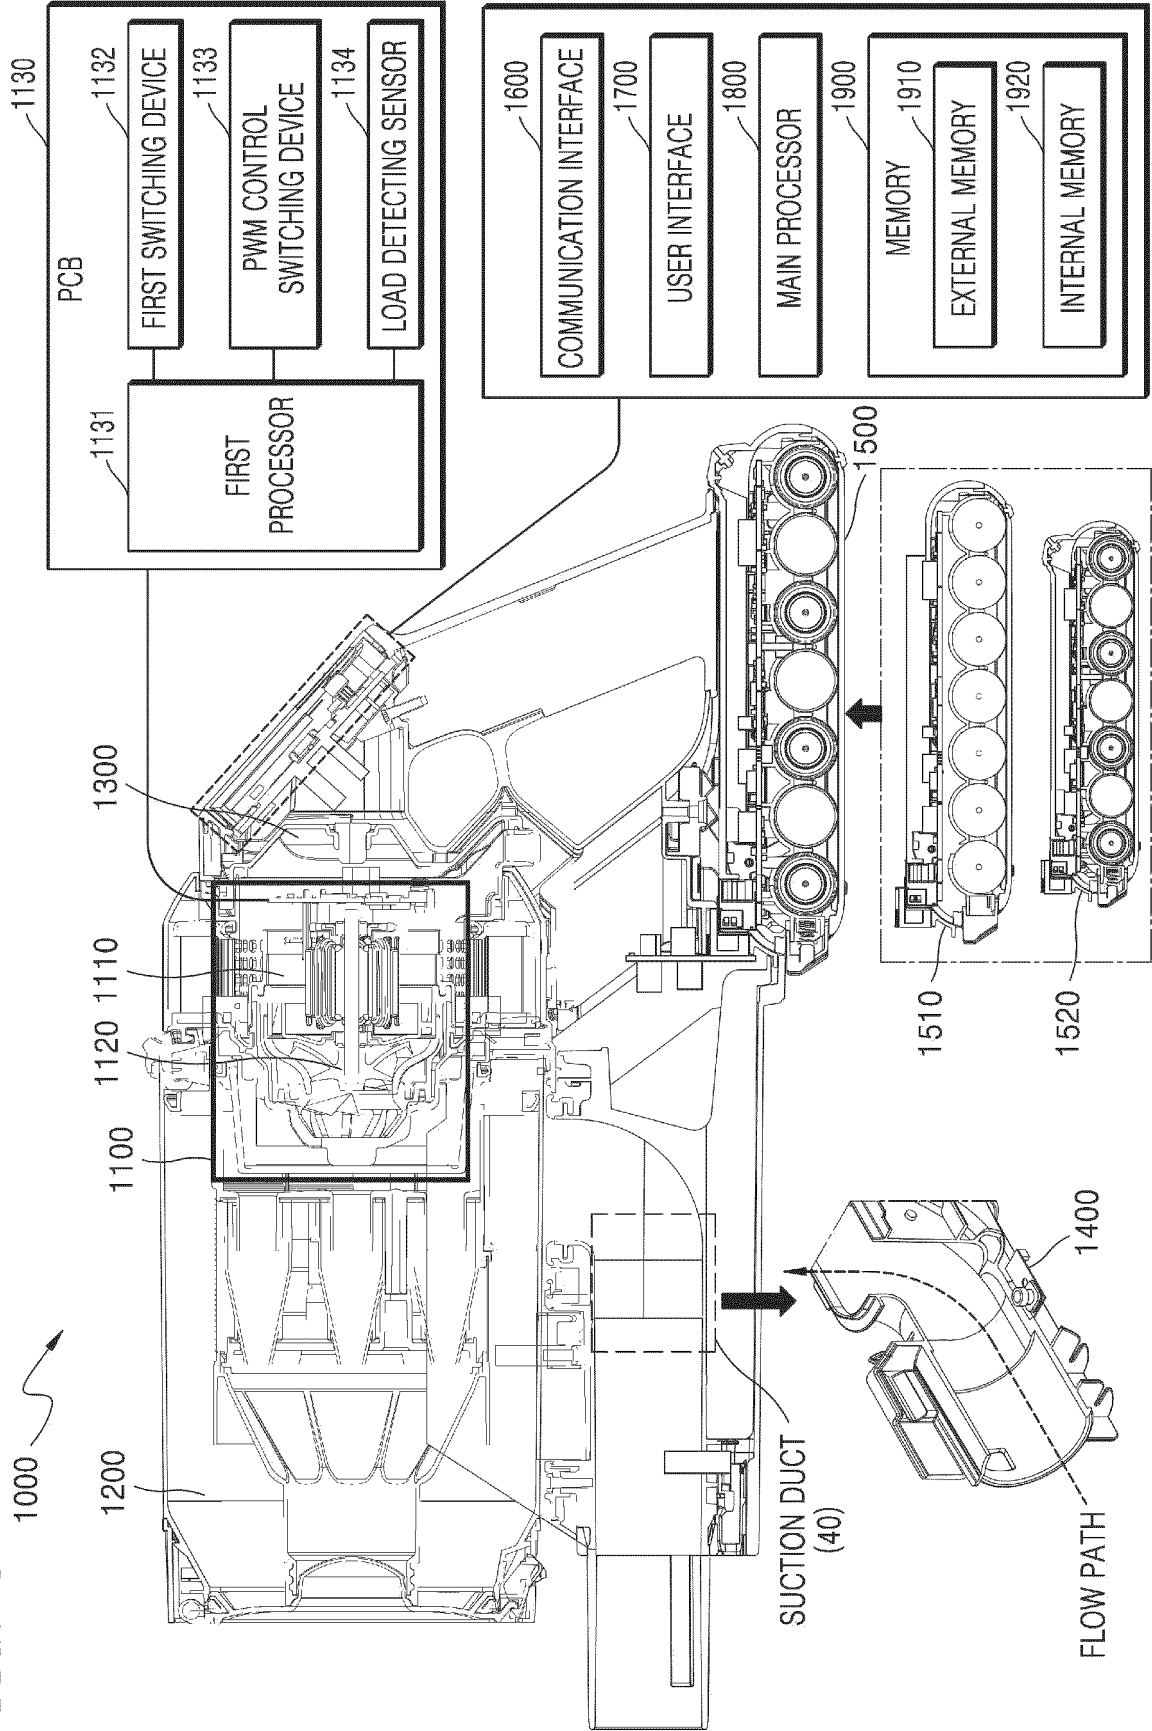 1000
1200
1100
1120
1110
1300
1130
PCB
1131
FIRST
PROCESSOR
1132
FIRST SWITCHING DEVICE
1133
PWM CONTROL
SWITCHING DEVICE
1134
LOAD DETECTING SENSOR
1600
COMMUNICATION INTERFACE
1700
USER INTERFACE
1800
MAIN PROCESSOR
1900
MEMORY
1910
EXTERNAL MEMORY
1920
INTERNAL MEMORY
1500
1510
1520
SUCTION DUCT
(40)
1400
FLOW PATH